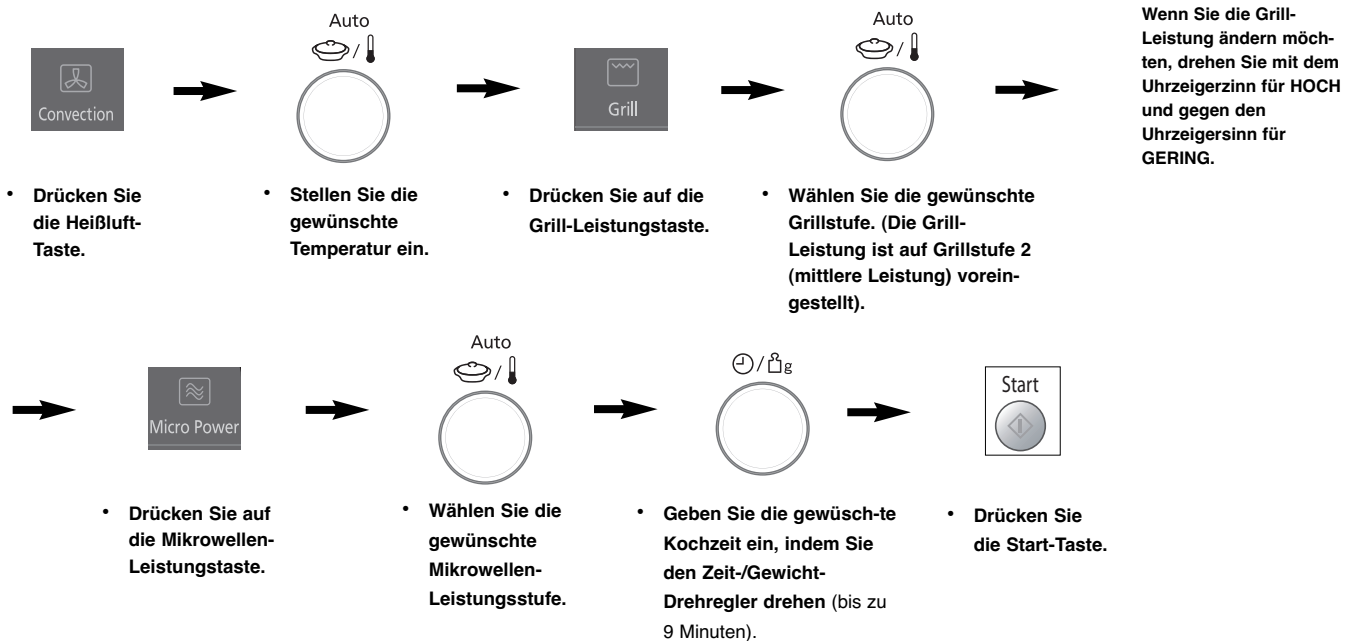 Convection
Auto
/
Grill
Auto
/
Wenn Sie die Grill-
Leistung ändern möch-
ten, drehen Sie mit dem
Uhrzeigerzinn für HOCH
und gegen den
Uhrzeigersinn für
GERING.
• Drücken Sie
die Heißluft-
Taste.
• Stellen Sie die
gewünschte
Temperatur ein.
• Drücken Sie auf die
Grill-Leistungstaste.
• Wählen Sie die gewünschte
Grillstufe. (Die Grill-
Leistung ist auf Grillstufe 2
(mittlere Leistung) vorein-
gestellt).
Micro Power
Auto
/
/ g
Start
• Drücken Sie auf
die Mikrowellen-
Leistungstaste.
• Wählen Sie die
gewünschte
Mikrowellen-
Leistungsstufe.
• Geben Sie die gewüsch-te
Kochzeit ein, indem Sie
den Zeit-/Gewicht-
Drehregler drehen (bis zu
9 Minuten).
• Drücken Sie
die Start-Taste.